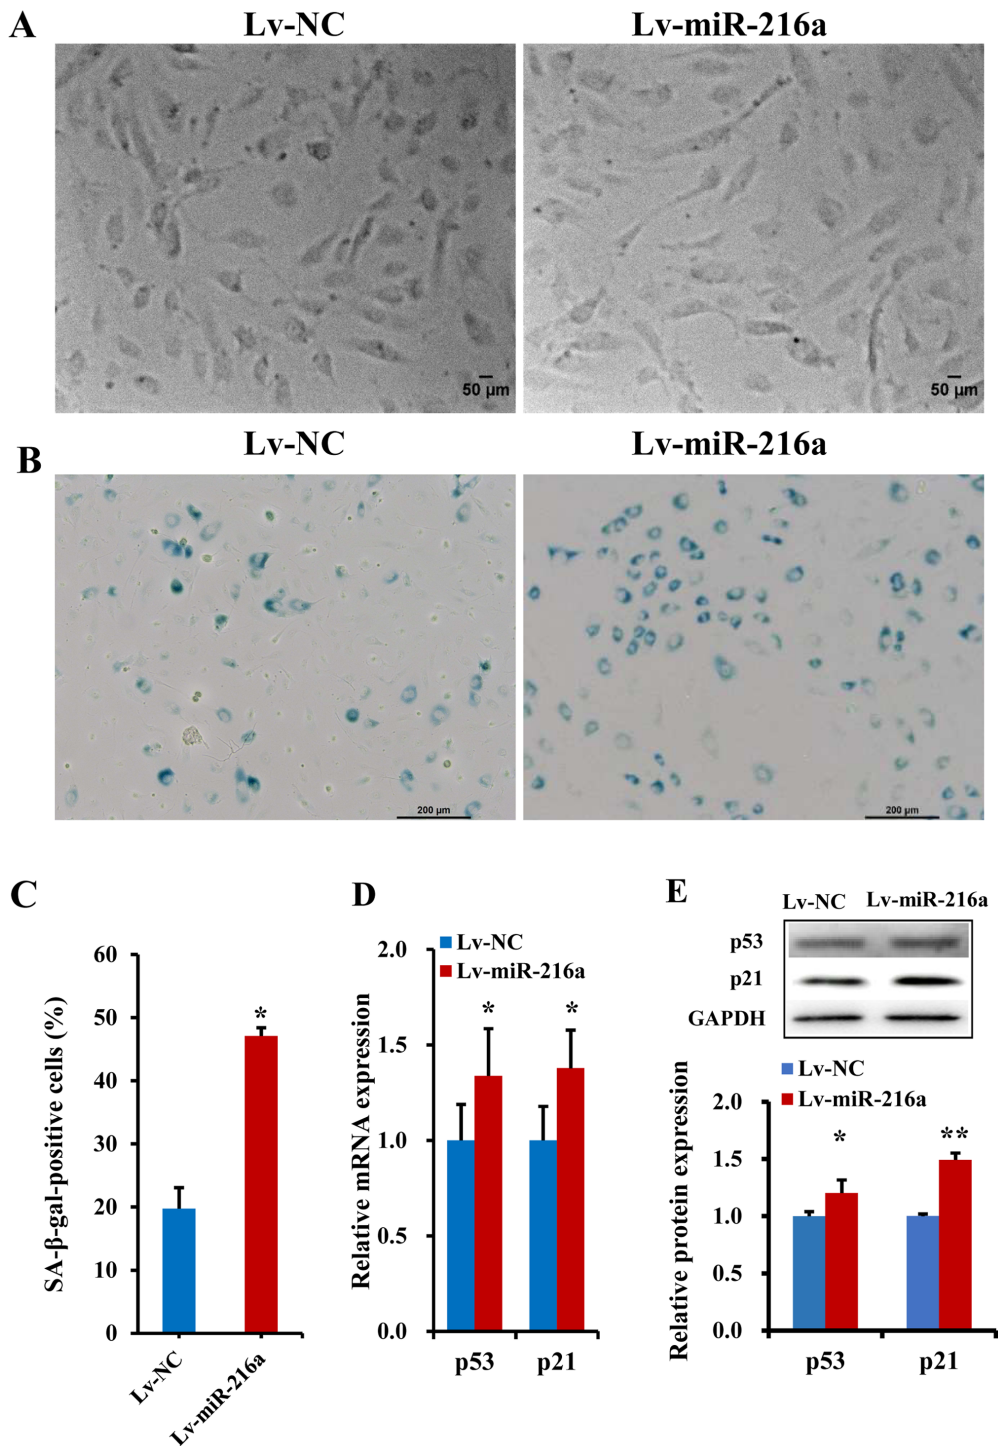 A
Lv-NC
Lv-miR-216a
50 μm
50 μm
B
Lv-NC
Lv-miR-216a
200 μm
200 μm
C
SA-β-gal-positive cells (%)
60
50
40
30
20
10
0
*
Lv-NC
Lv-miR-216a
D
Lv-NC
Lv-miR-216a
Relative mRNA expression
2.0
1.5
1.0
0.5
0.0
*
*
p53
p21
E
Lv-NC
Lv-miR-216a
p53
p21
GAPDH
Lv-NC
Lv-miR-216a
Relative protein expression
2.0
1.5
1.0
0.5
0.0
*
**
p53
p21